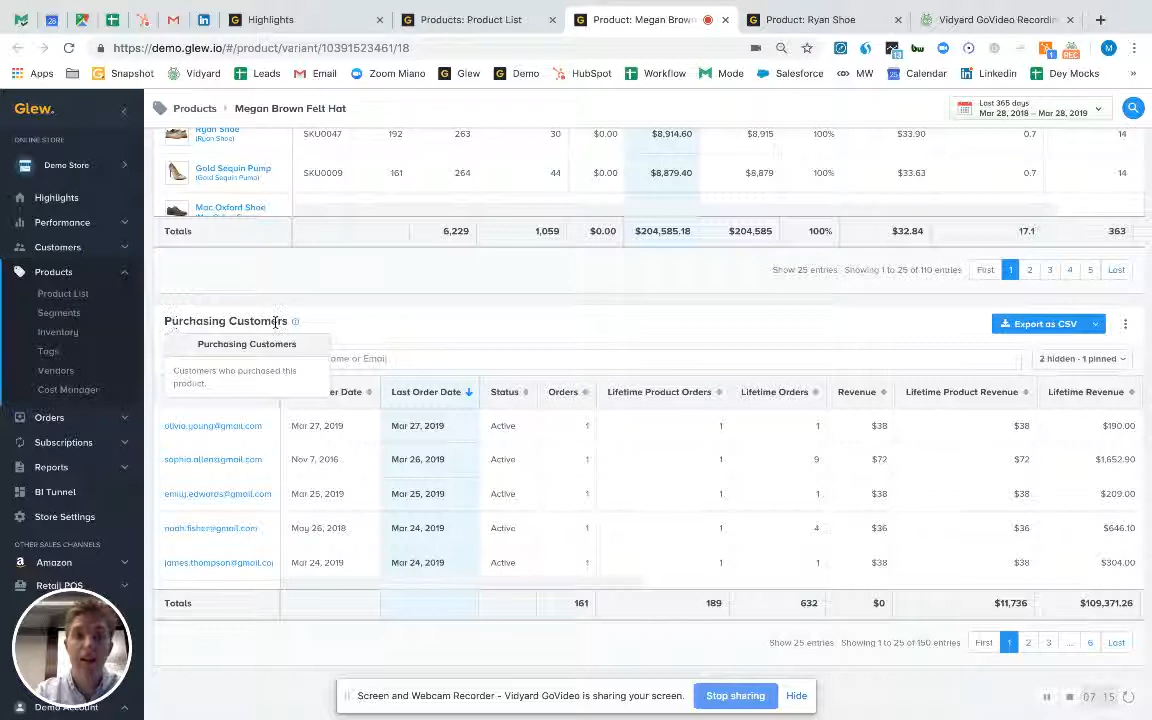 Highlights
Products: Product List
Product: Megan Brown
Product: Ryan Shoe
Vidyard GoVideo Recordin
https://demo.glew.io/#/product/variant/10391523461/18
Apps
Snapshot
Vidyard
Leads
Email
Zoom Miano
Glew
Demo
HubSpot
Workflow
Mode
Salesforce
MW
Calendar
Linkedin
Dev Mocks
Glew.
ONLINE STORE
Demo Store
Highlights
Performance
Customers
Products
Product List
Segments
Inventory
Tags
Vendors
Cost Manager
Orders
Subscriptions
Reports
BI Tunnel
Store Settings
OTHER SALES CHANNELS
Amazon
Retail POS
Demo Account
Products › Megan Brown Felt Hat
Last 365 days
Mar 28, 2018 — Mar 28, 2019
Ryan Shoe
(Ryan Shoe)
SKU0047 192 263 30 $0.00 $8,914.60 $8,915 100% $33.90 0.7 14
Gold Sequin Pump
(Gold Sequin Pump)
SKU0009 161 264 44 $0.00 $8,879.40 $8,879 100% $33.63 0.7 14
Mac Oxford Shoe
Totals 6,229 1,059 $0.00 $204,585.18 $204,585 100% $32.84 17.1 363
Show 25 entries Showing 1 to 25 of 110 entries First 1 2 3 4 5 Last
Purchasing Customers
Export as CSV
Purchasing Customers
Customers who purchased this
product.
ame or Email
2 hidden - 1 pinned
er Date Last Order Date Status Orders Lifetime Product Orders Lifetime Orders Revenue Lifetime Product Revenue Lifetime Revenue
olivia.young@gmail.com Mar 27, 2019 Mar 27, 2019 Active 1 1 1 $38 $38 $190.00
sophia.allen@gmail.com Nov 7, 2016 Mar 26, 2019 Active 1 1 9 $72 $72 $1,652.90
emily.edwards@gmail.com Mar 25, 2019 Mar 25, 2019 Active 1 1 1 $38 $38 $209.00
noah.fisher@gmail.com May 26, 2018 Mar 24, 2019 Active 1 1 4 $36 $36 $646.10
james.thompson@gmail.co Mar 24, 2019 Mar 24, 2019 Active 1 1 1 $38 $38 $304.00
Totals 161 189 632 $0 $11,736 $109,371.26
Show 25 entries Showing 1 to 25 of 150 entries First 1 2 3 ... 6 Last
Screen and Webcam Recorder - Vidyard GoVideo is sharing your screen.
Stop sharing
Hide
07 15